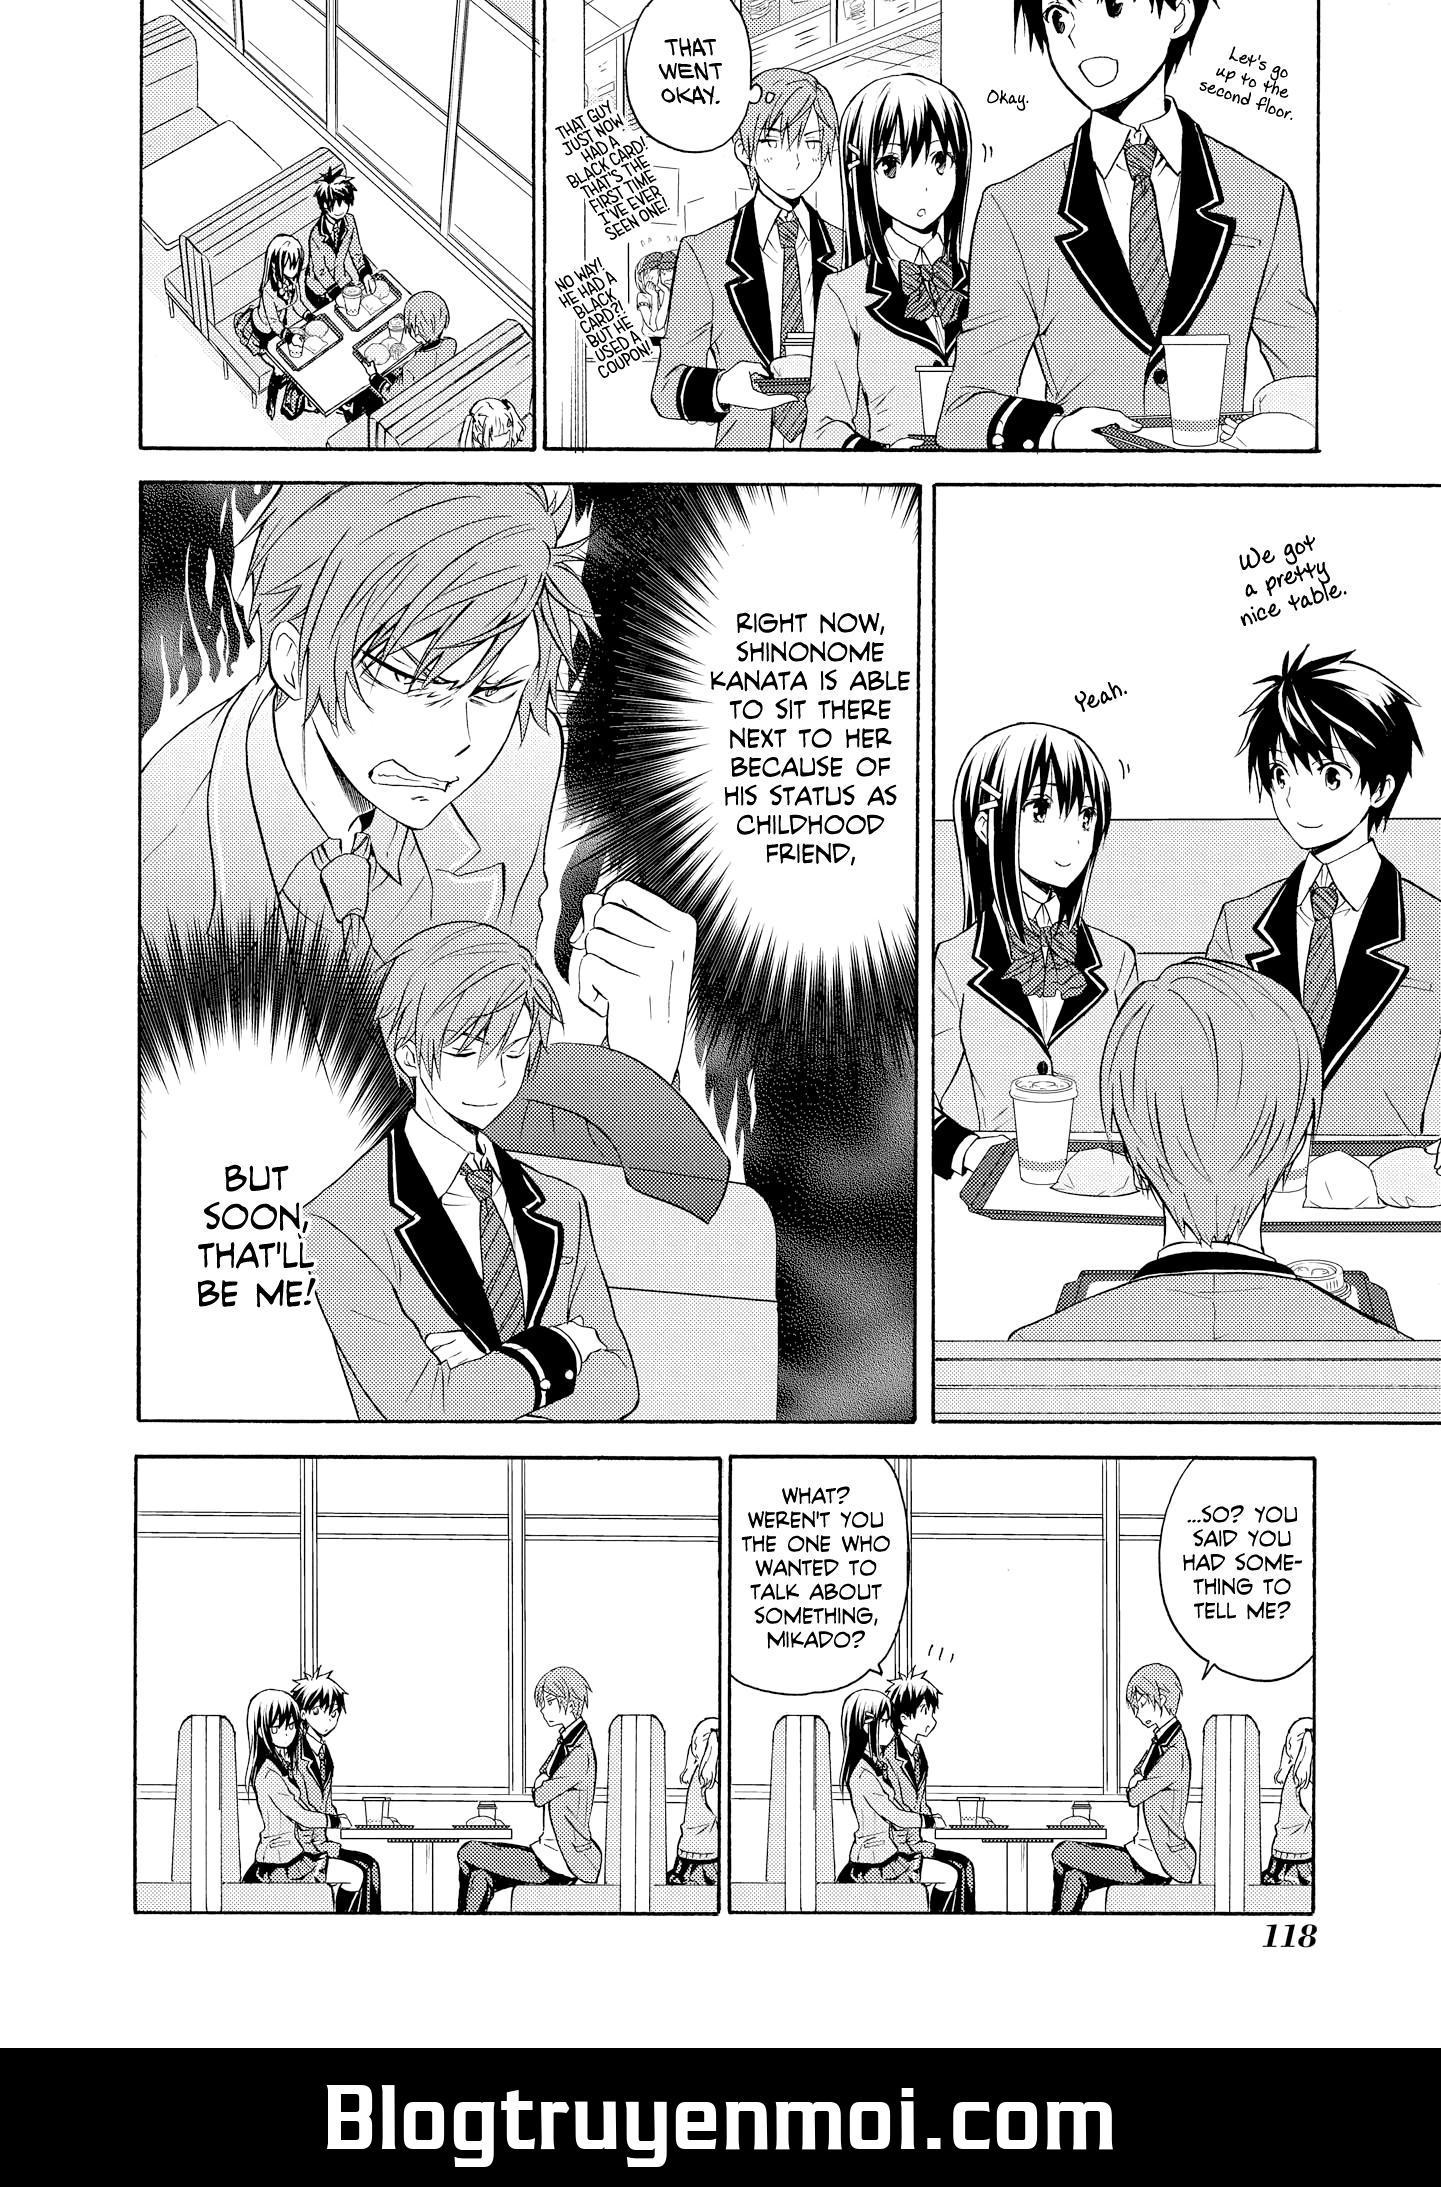 Let's go
up to the
second floor.
Okay.
THAT
WENT
OKAY.
THAT GUY
JUST NOW
HAD A
BLACK CARD!
THAT'S THE
FIRST TIME
I'VE EVER
SEEN ONE!
NO WAY!
HE HAD A
BLACK
CARD?!
BUT HE
USED A
COUPON!
We got
a pretty
nice table.
Yeah.
RIGHT NOW,
SHINONOME
KANATA IS ABLE
TO SIT THERE
NEXT TO HER
BECAUSE OF
HIS STATUS AS
CHILDHOOD
FRIEND,
BUT
SOON,
THAT'LL
BE ME!
...SO? YOU
SAID YOU
HAD SOME-
THING TO
TELL ME?
WHAT?
WEREN'T YOU
THE ONE WHO
WANTED TO
TALK ABOUT
SOMETHING,
MIKADO?
118
Blogtruyenmoi.com